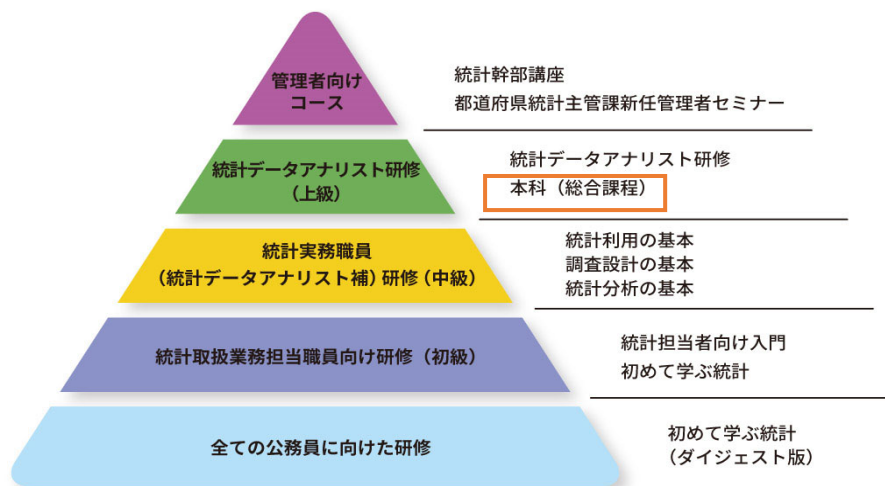 管理者向け
コース
統計幹部講座
都道府県統計主管課新任管理者セミナー
統計データアナリスト研修
(上級)
統計データアナリスト研修
本科（総合課程）
統計実務職員
(統計データアナリスト補) 研修 (中級)
統計利用の基本
調査設計の基本
統計分析の基本
統計取扱業務担当職員向け研修（初級）
統計担当者向け入門
初めて学ぶ統計
全ての公務員に向けた研修
初めて学ぶ統計
（ダイジェスト版）